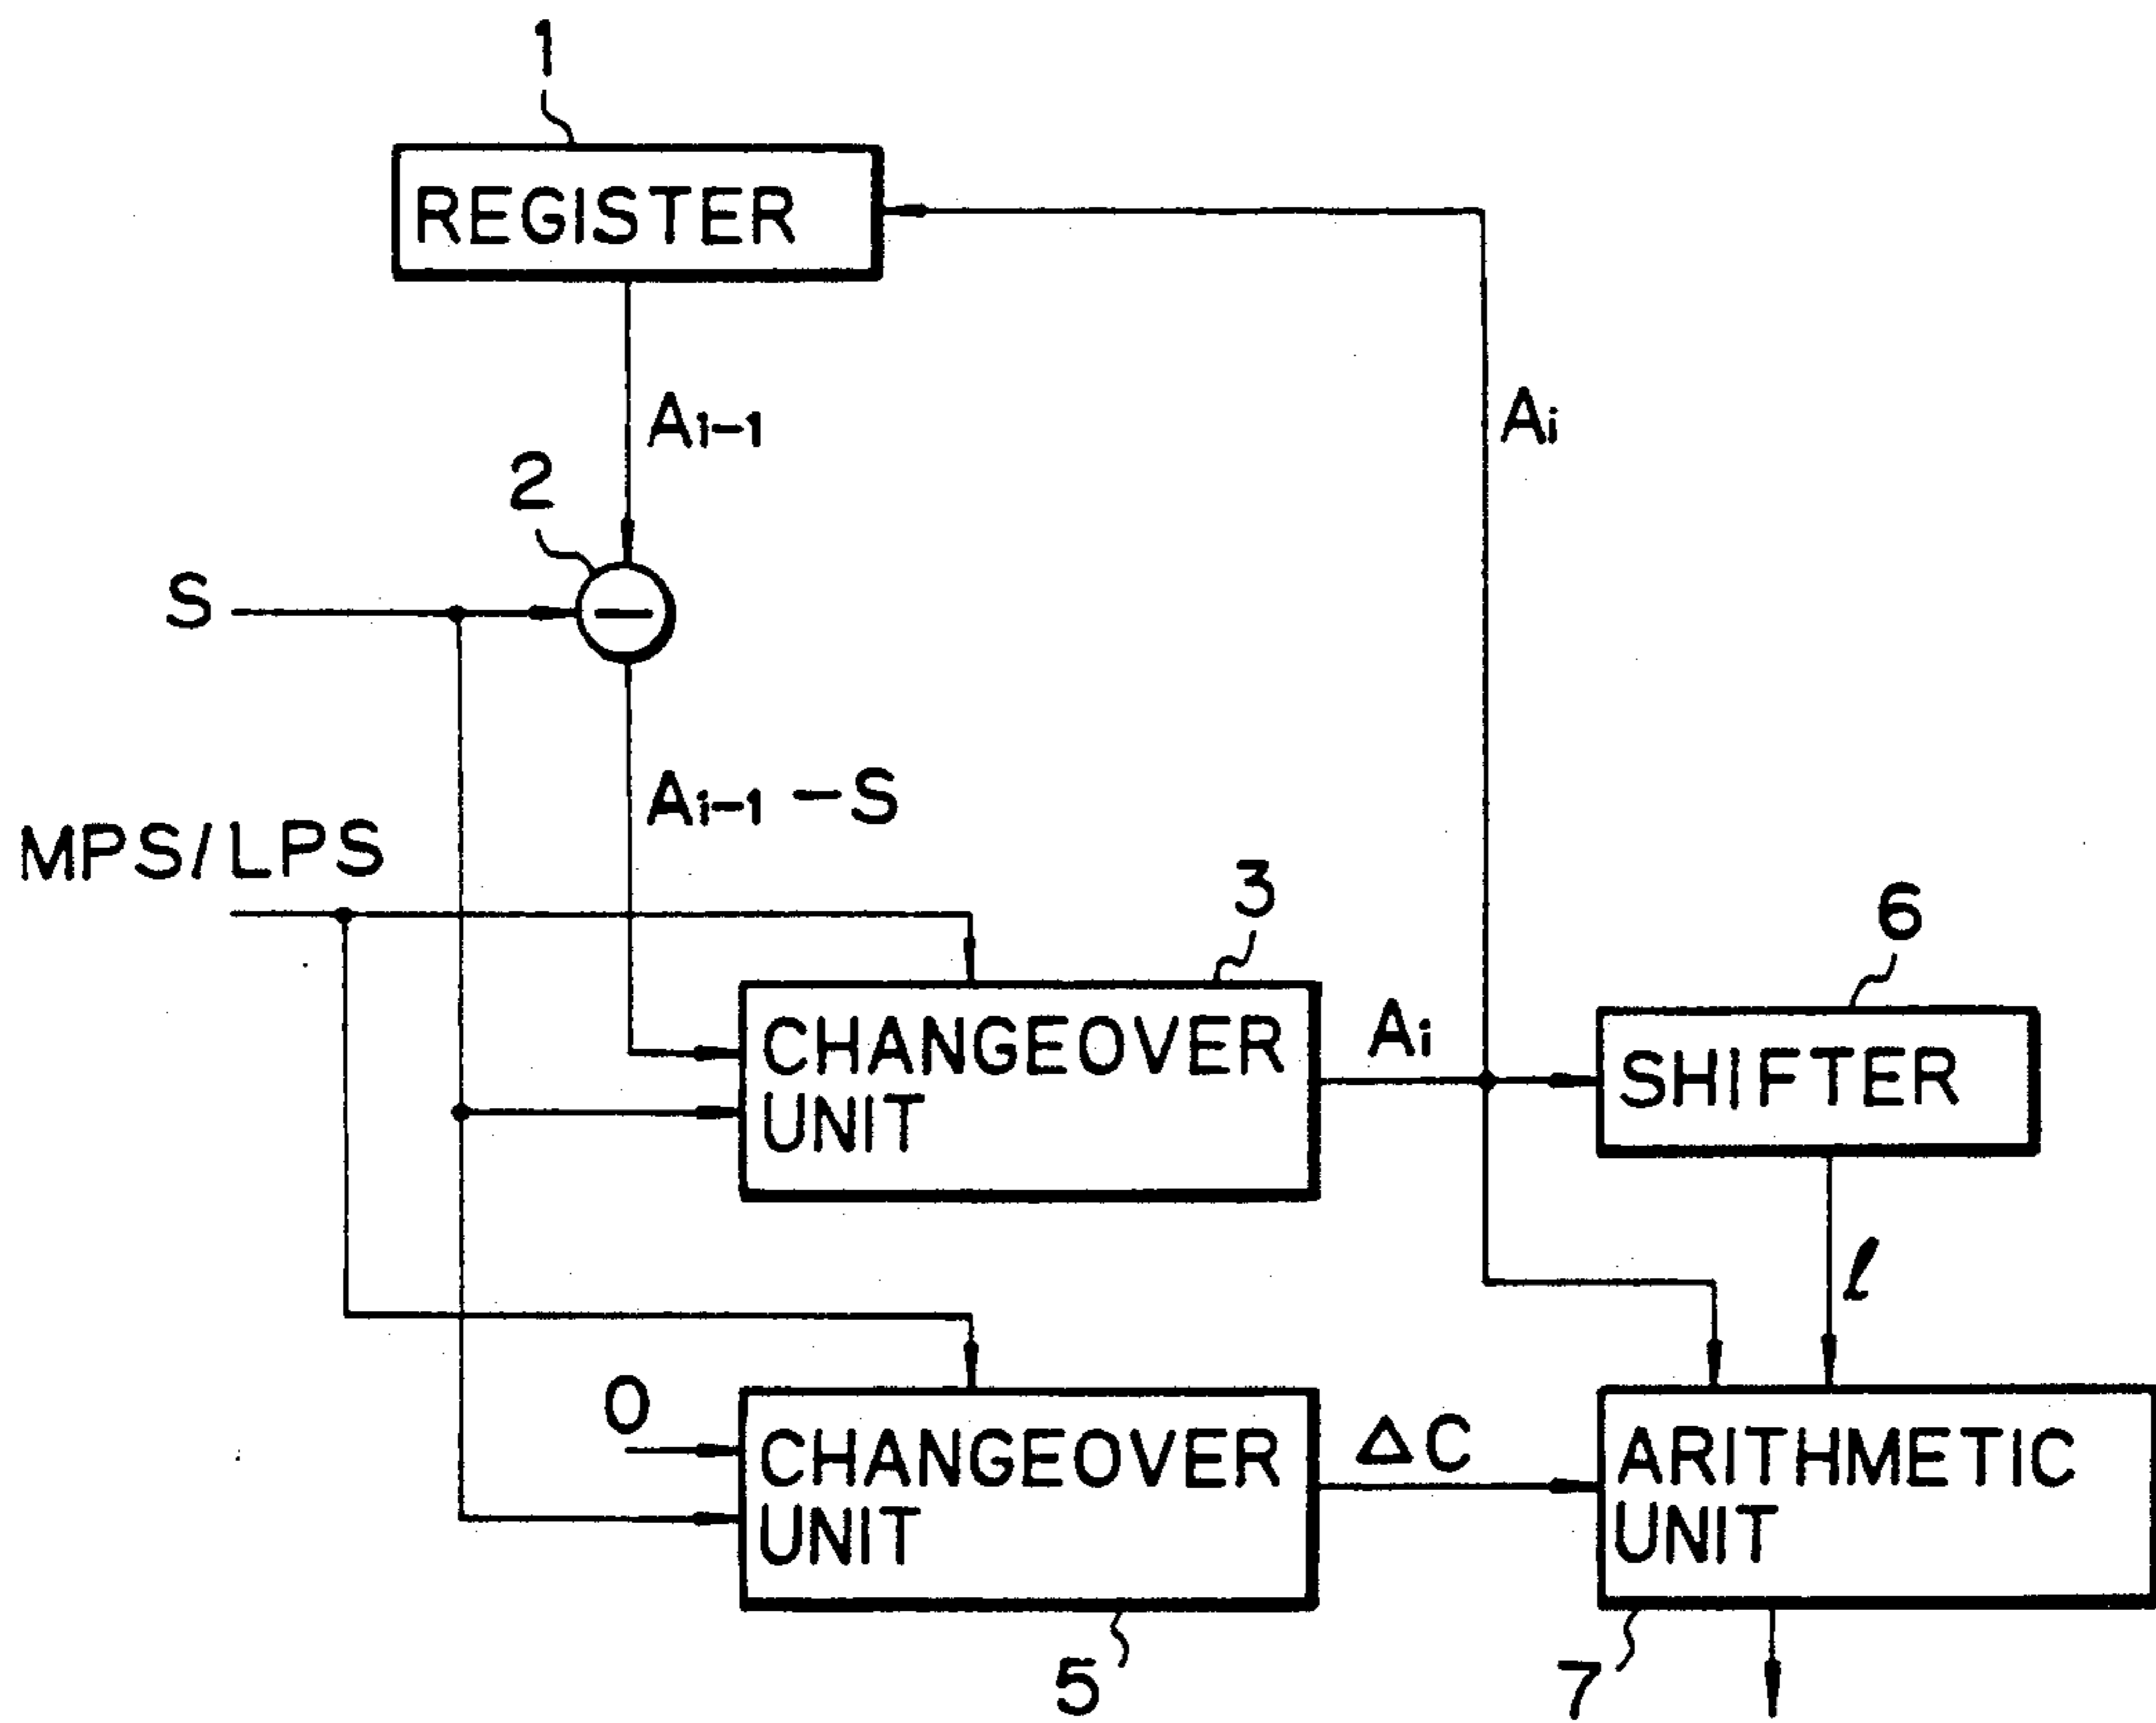 1
REGISTER
Ai-1
Ai
2
S
Ai-1 -S
MPS/LPS
3
6
CHANGEOVER
UNIT
Ai
SHIFTER
ℓ
0
CHANGEOVER
UNIT
ΔC
ARITHMETIC
UNIT
5
7